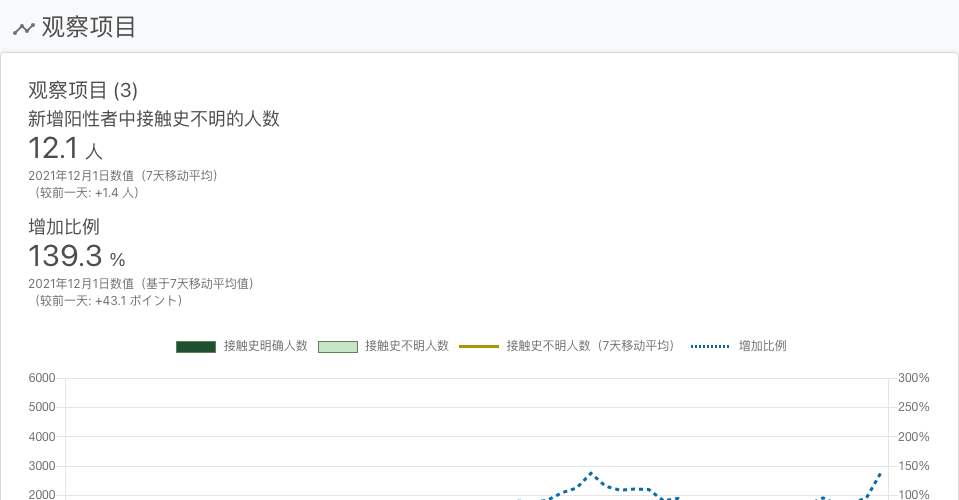 观察项目
观察项目 (3)
新增阳性者中接触史不明的人数
12.1 人
2021年12月1日数值（7天移动平均）
（较前一天: +1.4 人）
增加比例
139.3 %
2021年12月1日数值（基于7天移动平均值）
（较前一天: +43.1 ポイント）
接触史明确人数 接触史不明人数 接触史不明人数（7天移动平均） 增加比例
6000 300%
5000 250%
4000 200%
3000 150%
2000 100%